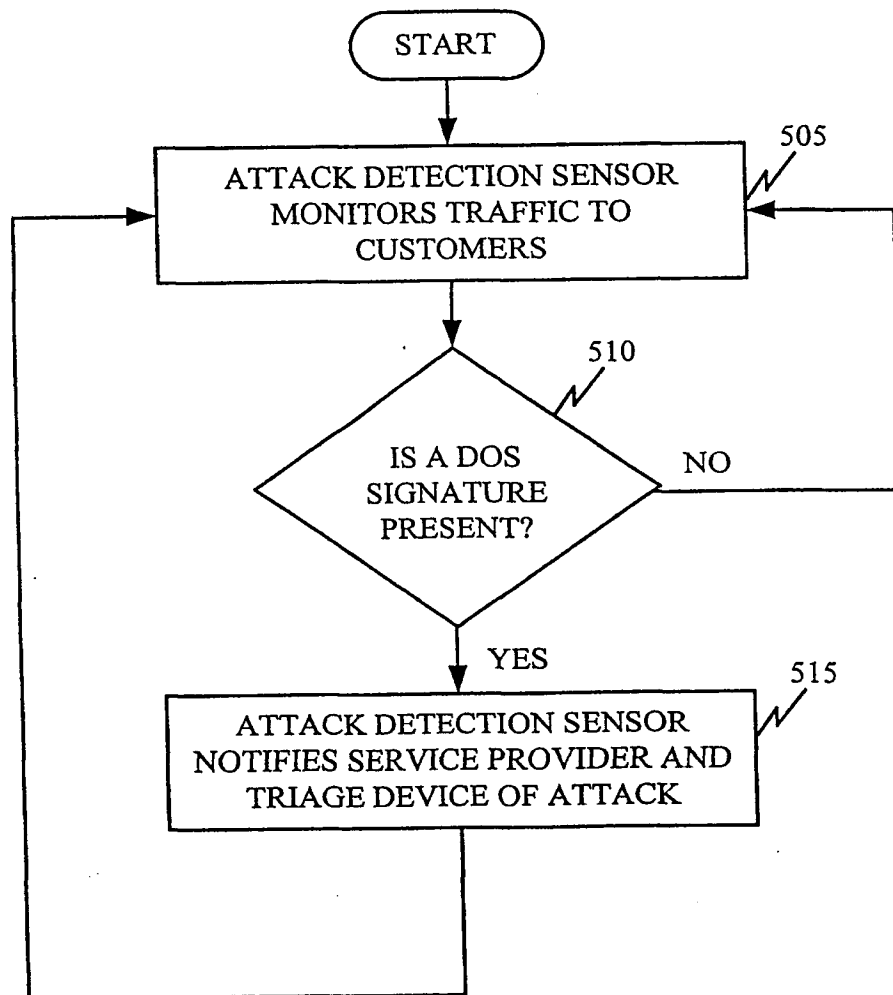 START
505
ATTACK DETECTION SENSOR
MONITORS TRAFFIC TO
CUSTOMERS
510
IS A DOS
SIGNATURE
PRESENT?
NO
YES
515
ATTACK DETECTION SENSOR
NOTIFIES SERVICE PROVIDER AND
TRIAGE DEVICE OF ATTACK